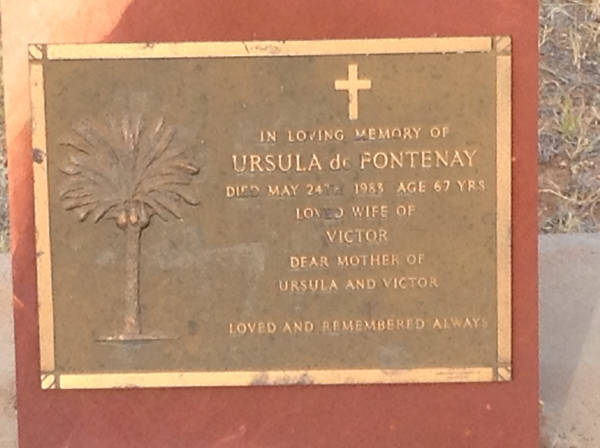 IN LOVING MEMORY OF
URSULA de FONTENAY
DIED MAY 24TH 1983 AGE 67 YRS
LOVED WIFE OF
VICTOR
DEAR MOTHER OF
URSULA AND VICTOR
LOVED AND REMEMBERED ALWAYS